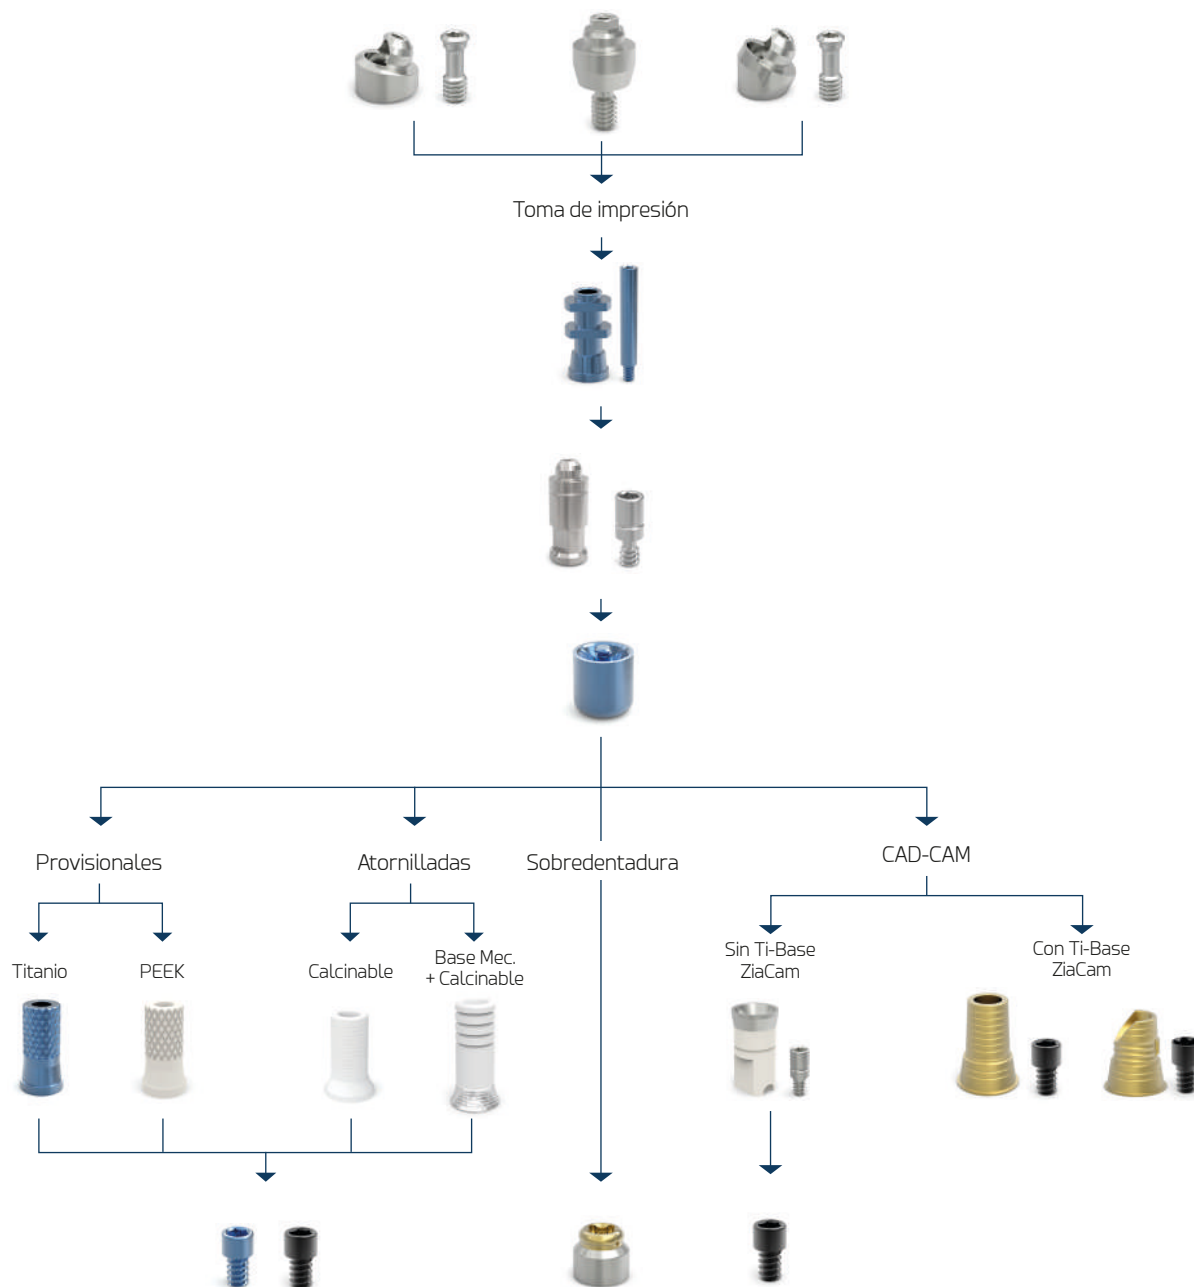 Toma de impresión
Provisionales
Atornilladas
Sobredentadura
CAD-CAM
Titanio
PEEK
Calcinable
Base Mec.
+ Calcinable
Sin Ti-Base
ZiaCam
Con Ti-Base
ZiaCam